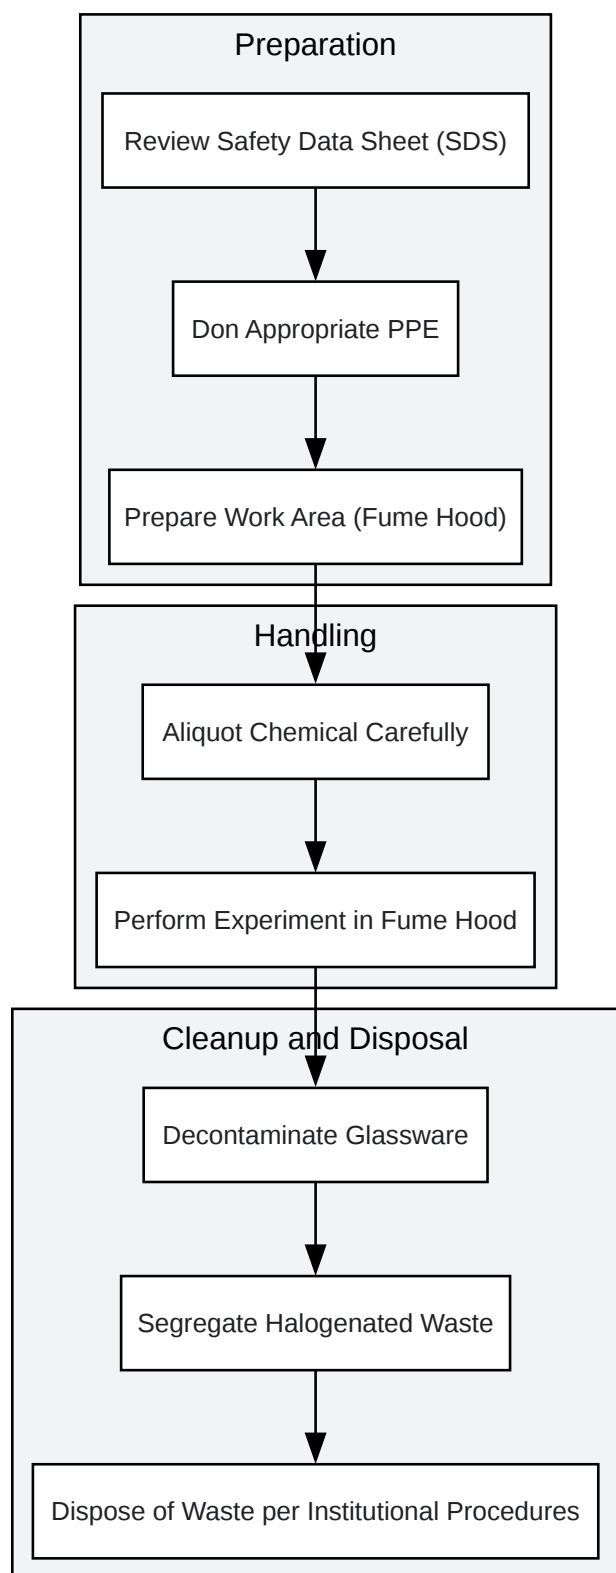 Preparation
Review Safety Data Sheet (SDS)
Don Appropriate PPE
Prepare Work Area (Fume Hood)
Handling
Aliquot Chemical Carefully
Perform Experiment in Fume Hood
Cleanup and Disposal
Decontaminate Glassware
Segregate Halogenated Waste
Dispose of Waste per Institutional Procedures